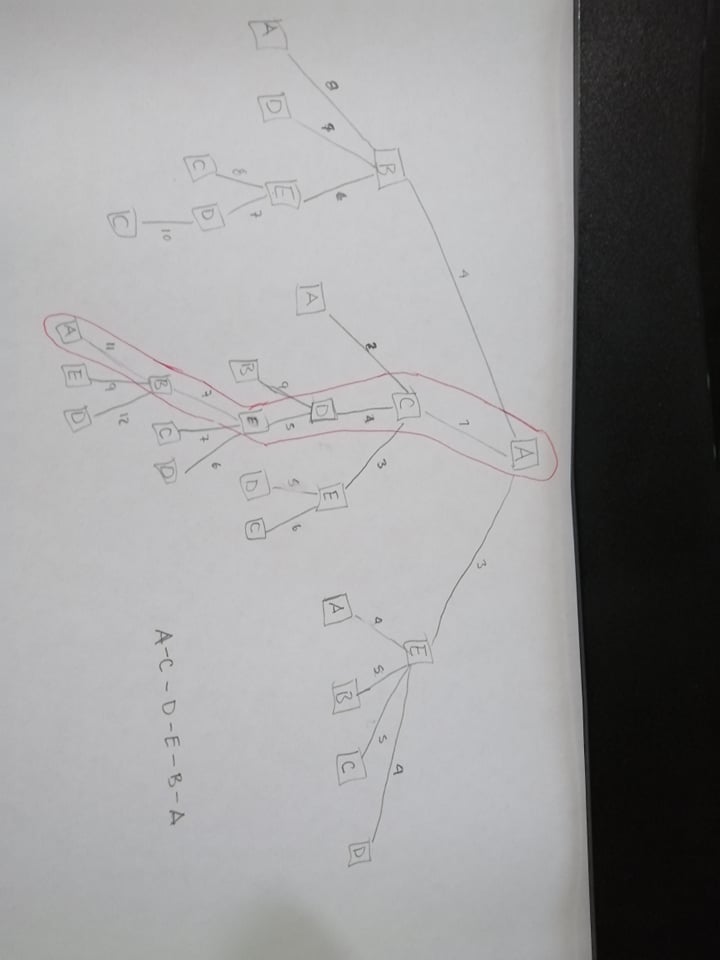 A
4 1 3
B C E
8 9 6 2 4 3 4 5 5 4
A D E A D E A B C D
8 7 9 5 5 6
C D B E D C
10 7 7 6
C B C D
11 9 12
A E D
A-C-D-E-B-A